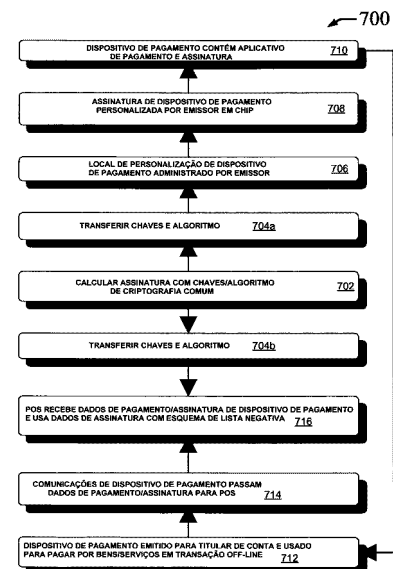 700
DISPOSITIVO DE PAGAMENTO CONTÉM APLICATIVO
DE PAGAMENTO E ASSINATURA
710
ASSINATURA DE DISPOSITIVO DE PAGAMENTO
PERSONALIZADA POR EMISSOR EM CHIP
708
LOCAL DE PERSONALIZAÇÃO DE DISPOSITIVO
DE PAGAMENTO ADMINISTRADO POR EMISSOR
706
TRANSFERIR CHAVES E ALGORITMO
704a
CALCULAR ASSINATURA COM CHAVES/ALGORITMO
DE CRIPTOGRAFIA COMUM
702
TRANSFERIR CHAVES E ALGORITMO
704b
POS RECEBE DADOS DE PAGAMENTO/ASSINATURA DE DISPOSITIVO DE PAGAMENTO
E USA DADOS DE ASSINATURA COM ESQUEMA DE LISTA NEGATIVA
716
COMUNICAÇÕES DE DISPOSITIVO DE PAGAMENTO PASSAM
DADOS DE PAGAMENTO/ASSINATURA PARA POS
714
DISPOSITIVO DE PAGAMENTO EMITIDO PARA TITULAR DE CONTA E USADO
PARA PAGAR POR BENS/SERVIÇOS EM TRANSAÇÃO OFF-LINE
712